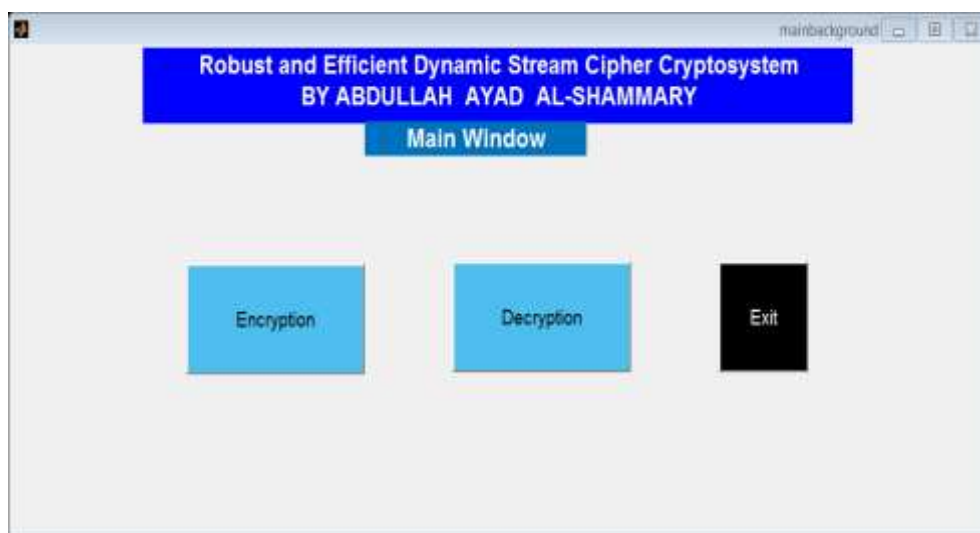 mainbackground
Robust and Efficient Dynamic Stream Cipher Cryptosystem
BY ABDULLAH AYAD AL-SHAMMARY
Main Window
Encryption
Decryption
Exit